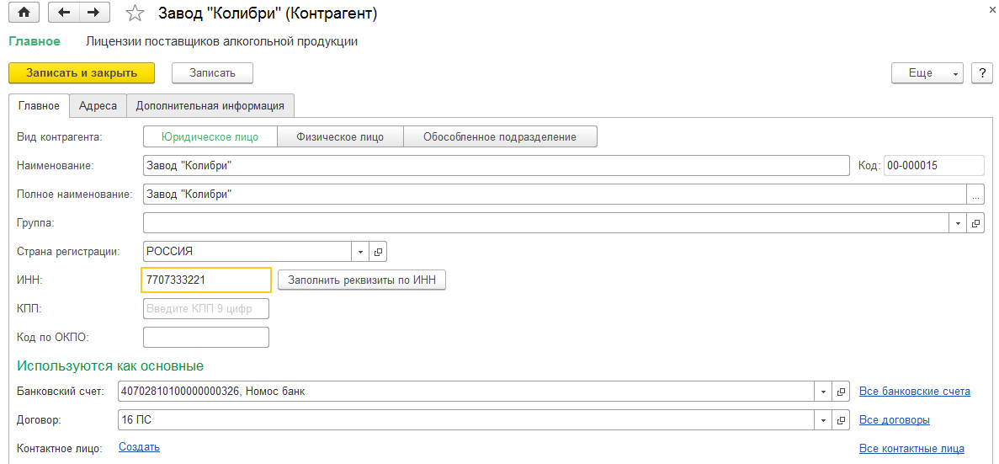 Завод "Колибри" (Контрагент)
Главное Лицензии поставщиков алкогольной продукции
Записать и закрыть Записать Еще ?
Главное Адреса Дополнительная информация
Вид контрагента: Юридическое лицо Физическое лицо Обособленное подразделение
Наименование: Завод "Колибри" Код: 00-000015
Полное наименование: Завод "Колибри" ...
Группа:
Страна регистрации: РОССИЯ
ИНН: 7707333221 Заполнить реквизиты по ИНН
КПП: Введите КПП 9 цифр
Код по ОКПО:
Используются как основные
Банковский счет: 40702810100000000326, Номос банк Все банковские счета
Договор: 16 ПС Все договоры
Контактное лицо: Создать Все контактные лица